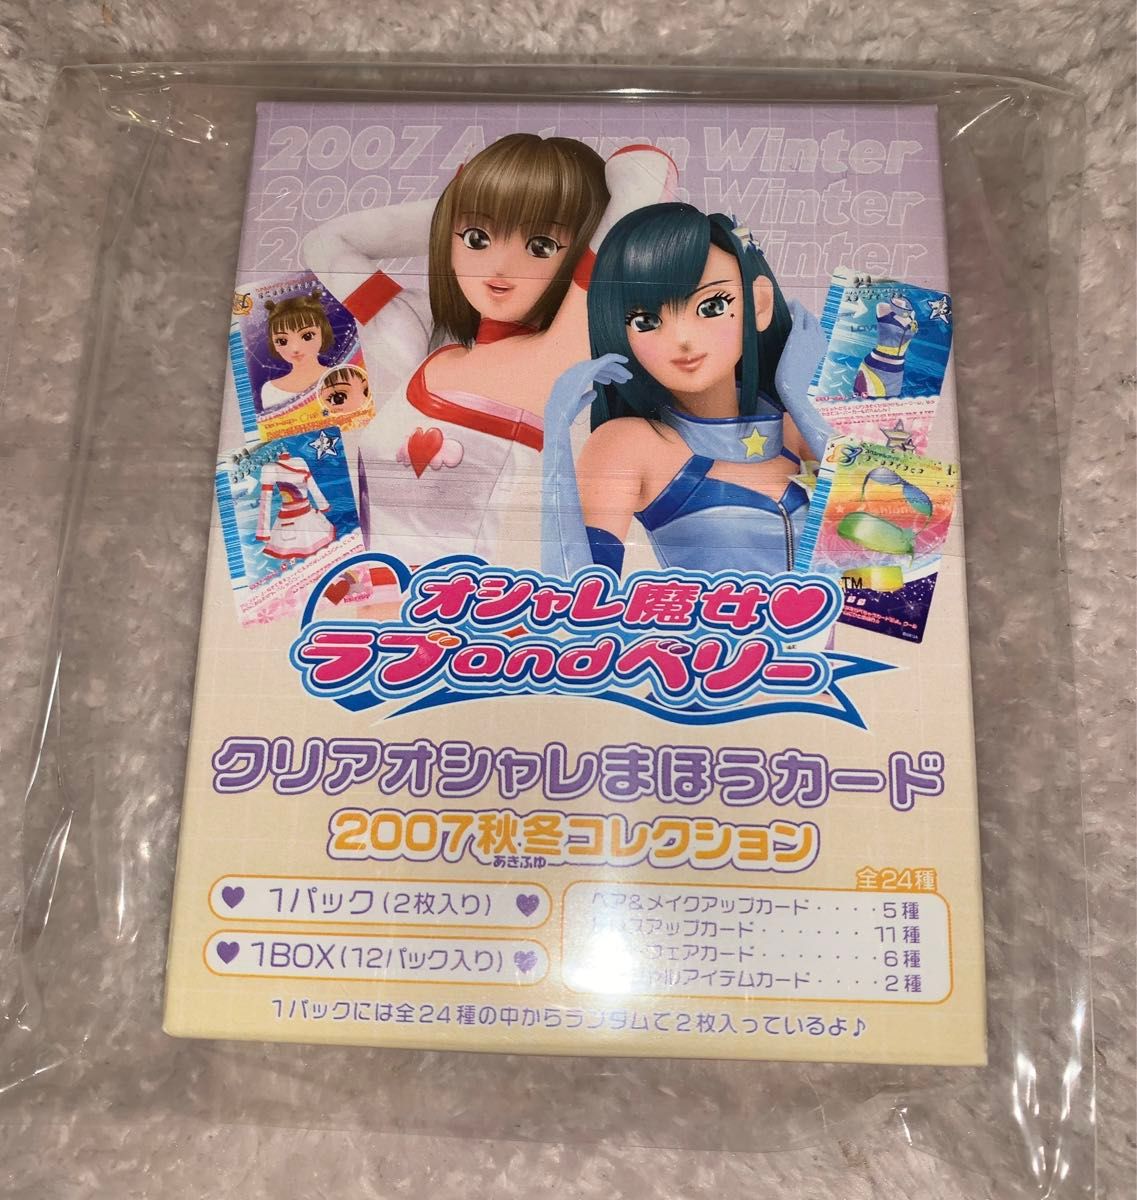 2007 Autumn Winter
2007 Winter
Winter
オシャレ魔女♥
ラブandベリー
TM
クリアオシャレまほうカード
2007秋冬コレクション
あきふゆ
全24種
1パック(2枚入り)
1BOX(12パック入り)
ヘア&メイクアップカード・・・・5種
アップカード・・・・・・11種
ェアカード・・・・・・6種
ャルアイテムカード・・・・2種
1パックには全24種の中からランダムで2枚入っているよ♪